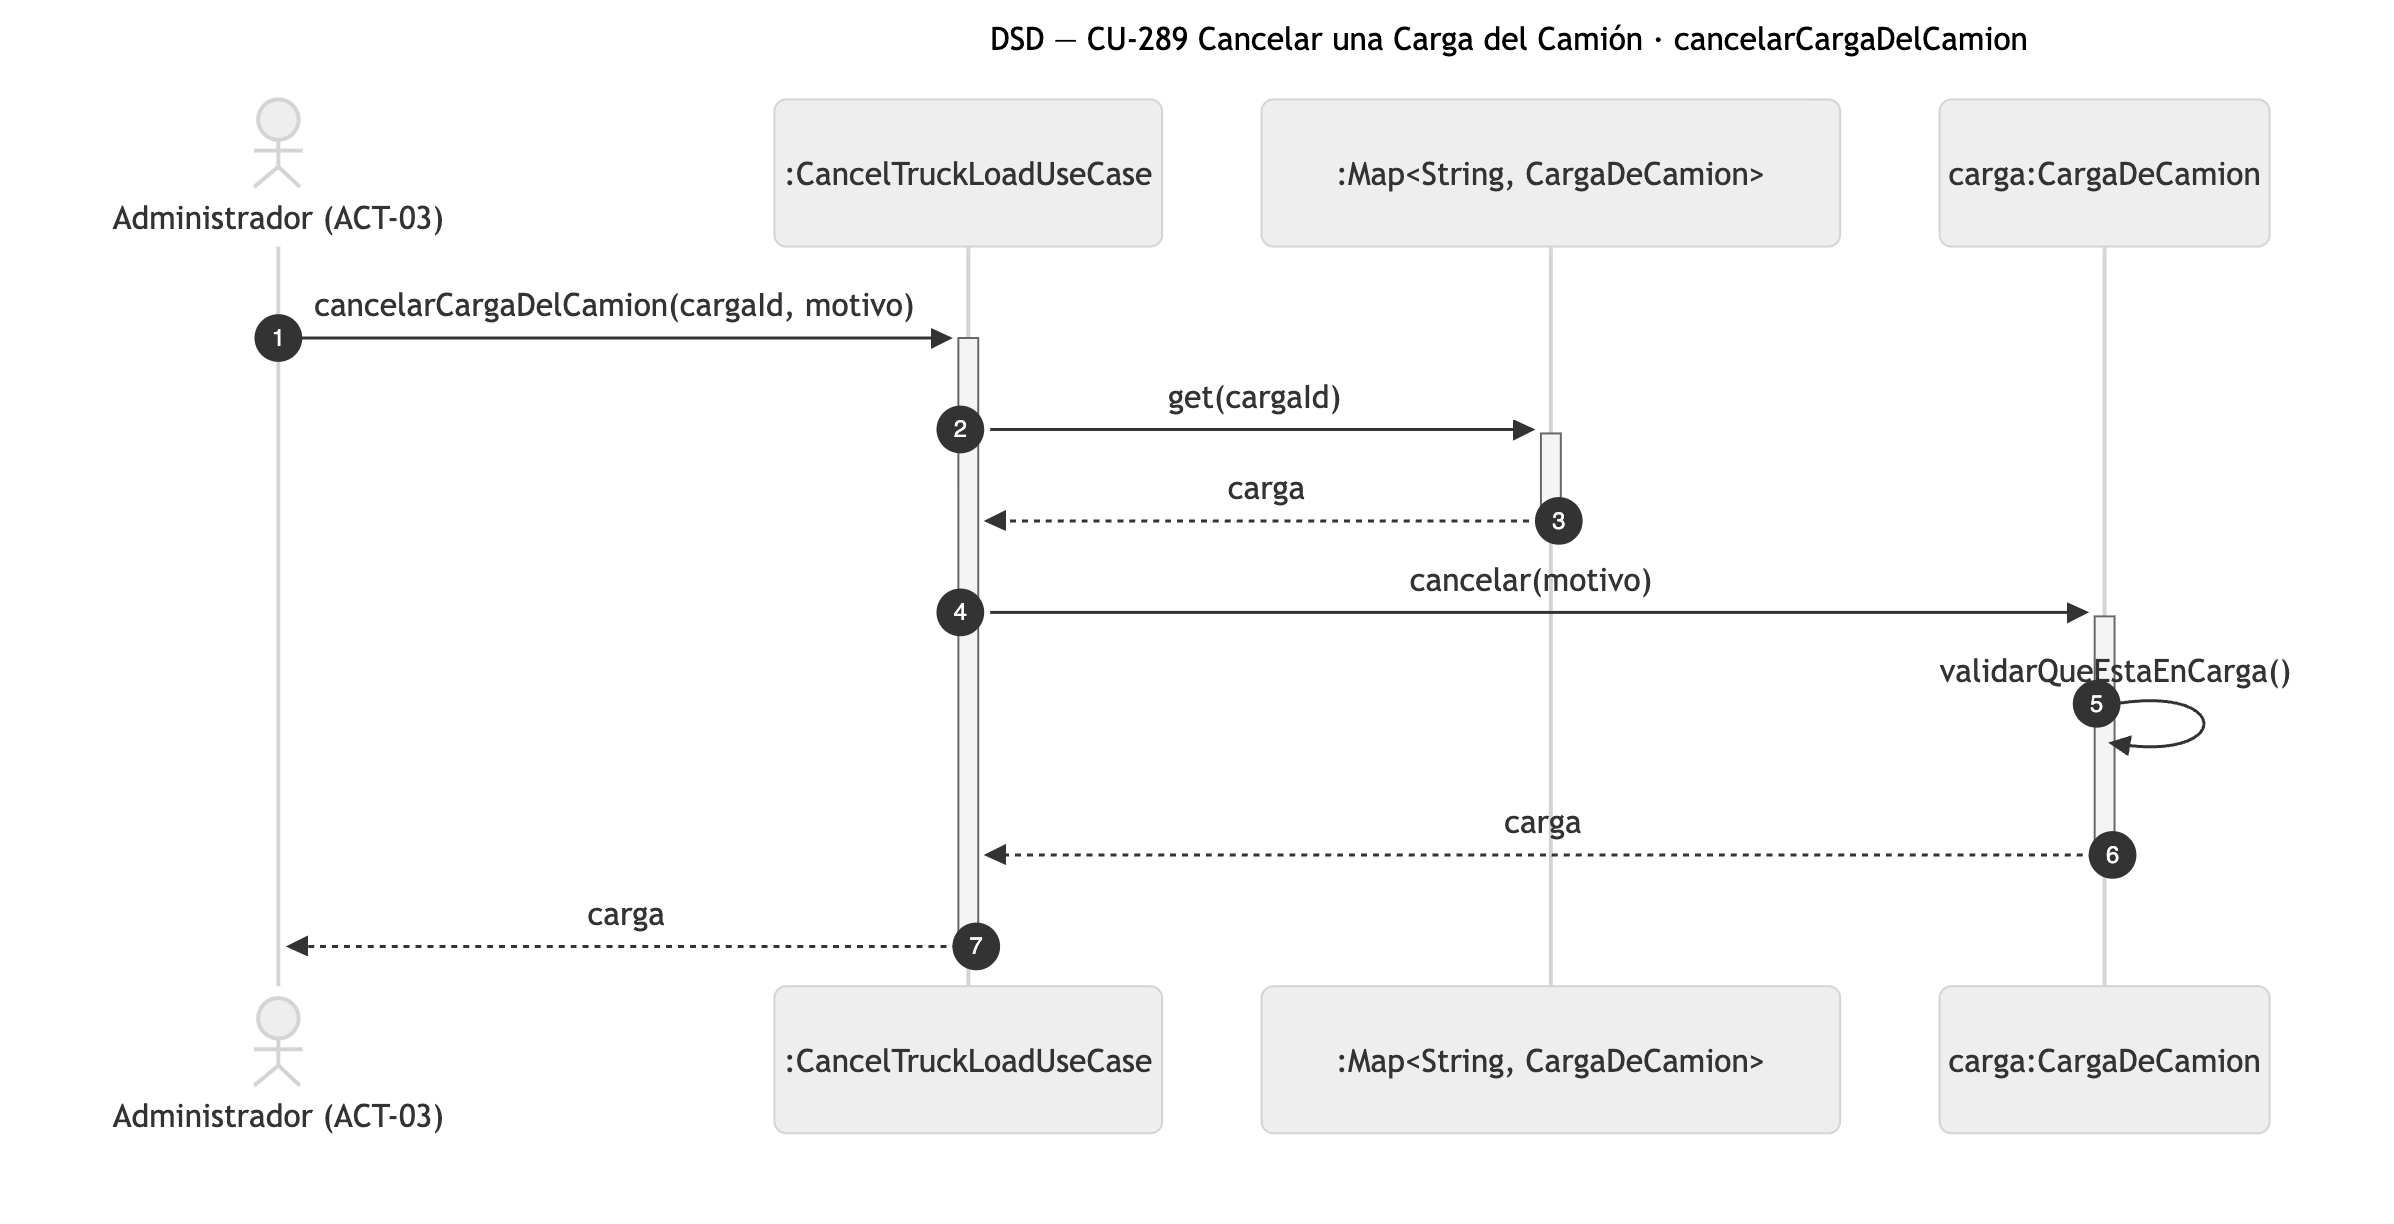 DSD — CU-289 Cancelar una Carga del Camión · cancelarCargaDelCamion
Administrador (ACT-03)
:CancelTruckLoadUseCase
:Map<String, CargaDeCamion>
carga:CargaDeCamion
cancelarCargaDelCamion(cargaId, motivo)
1
get(cargaId)
2
carga
3
cancelar(motivo)
4
validarQueEstaEnCarga()
5
carga
6
carga
7
Administrador (ACT-03)
:CancelTruckLoadUseCase
:Map<String, CargaDeCamion>
carga:CargaDeCamion